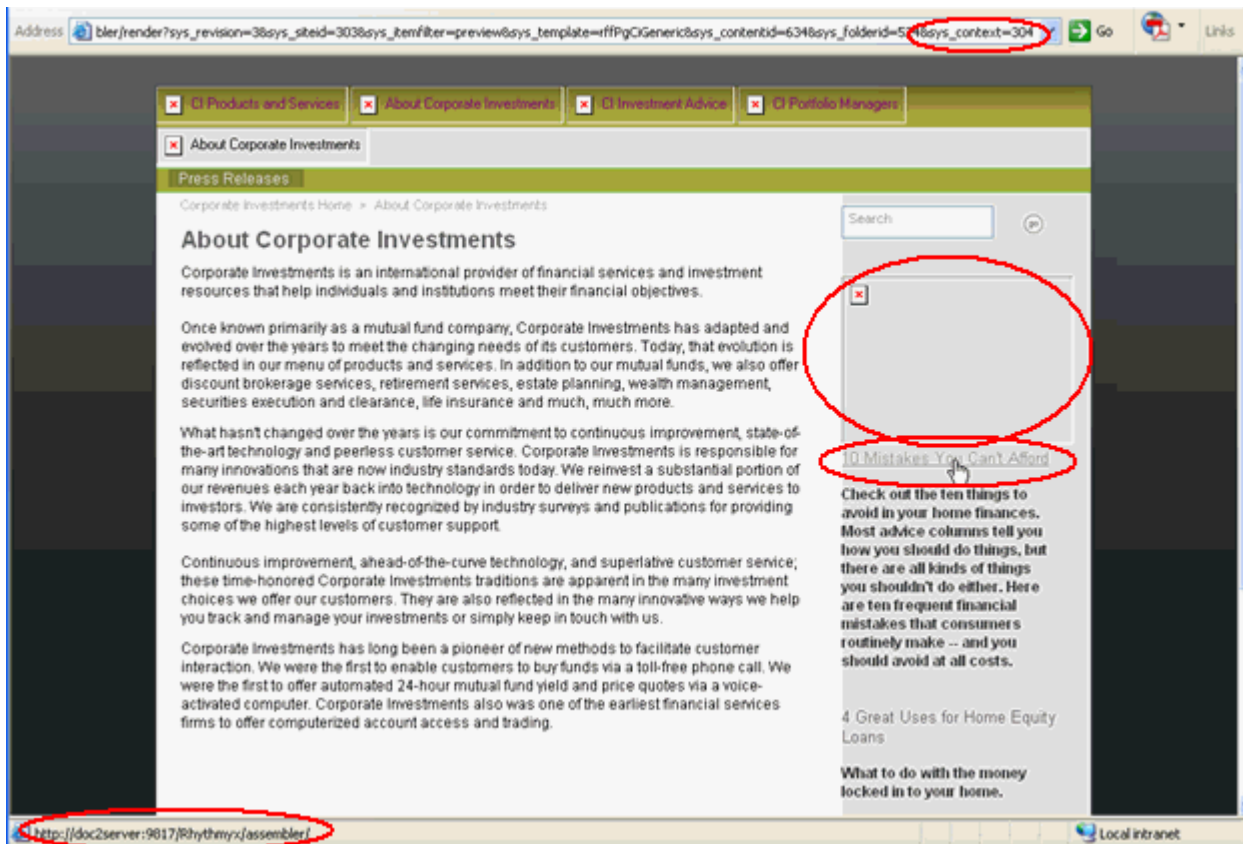 Address bler/render?sys_revision=3&sys_siteid=303&sys_itemfilter=preview&sys_template=rffPgCiGeneric&sys_contentid=634&sys_folderid=5 4&sys_context=304 Go Links
CI Products and Services About Corporate Investments CI Investment Advice CI Portfolio Managers
About Corporate Investments
Press Releases
Corporate Investments Home > About Corporate Investments
About Corporate Investments
Corporate Investments is an international provider of financial services and investment
resources that help individuals and institutions meet their financial objectives.
Once known primarily as a mutual fund company, Corporate Investments has adapted and
evolved over the years to meet the changing needs of its customers. Today, that evolution is
reflected in our menu of products and services. In addition to our mutual funds, we also offer
discount brokerage services, retirement services, estate planning, wealth management,
securities execution and clearance, life insurance and much, much more.
What hasn't changed over the years is our commitment to continuous improvement, state-of-
the-art technology and peerless customer service. Corporate Investments is responsible for
many innovations that are now industry standards today. We reinvest a substantial portion of
our revenues each year back into technology in order to deliver new products and services to
investors. We are consistently recognized by industry surveys and publications for providing
some of the highest levels of customer support.
Continuous improvement, ahead-of-the-curve technology, and superlative customer service;
these time-honored Corporate Investments traditions are apparent in the many investment
choices we offer our customers. They are also reflected in the many innovative ways we help
you track and manage your investments or simply keep in touch with us.
Corporate Investments has long been a pioneer of new methods to facilitate customer
interaction. We were the first to enable customers to buy funds via a toll-free phone call. We
were the first to offer automated 24-hour mutual fund yield and price quotes via a voice-
activated computer. Corporate Investments also was one of the earliest financial services
firms to offer computerized account access and trading.
Search go
10 Mistakes You Can't Afford
Check out the ten things to
avoid in your home finances.
Most advice columns tell you
how you should do things, but
there are all kinds of things
you shouldn't do either. Here
are ten frequent financial
mistakes that consumers
routinely make -- and you
should avoid at all costs.
4 Great Uses for Home Equity
Loans
What to do with the money
locked in to your home.
http://doc2server:9817/Rhythmyx/assembler/ Local intranet